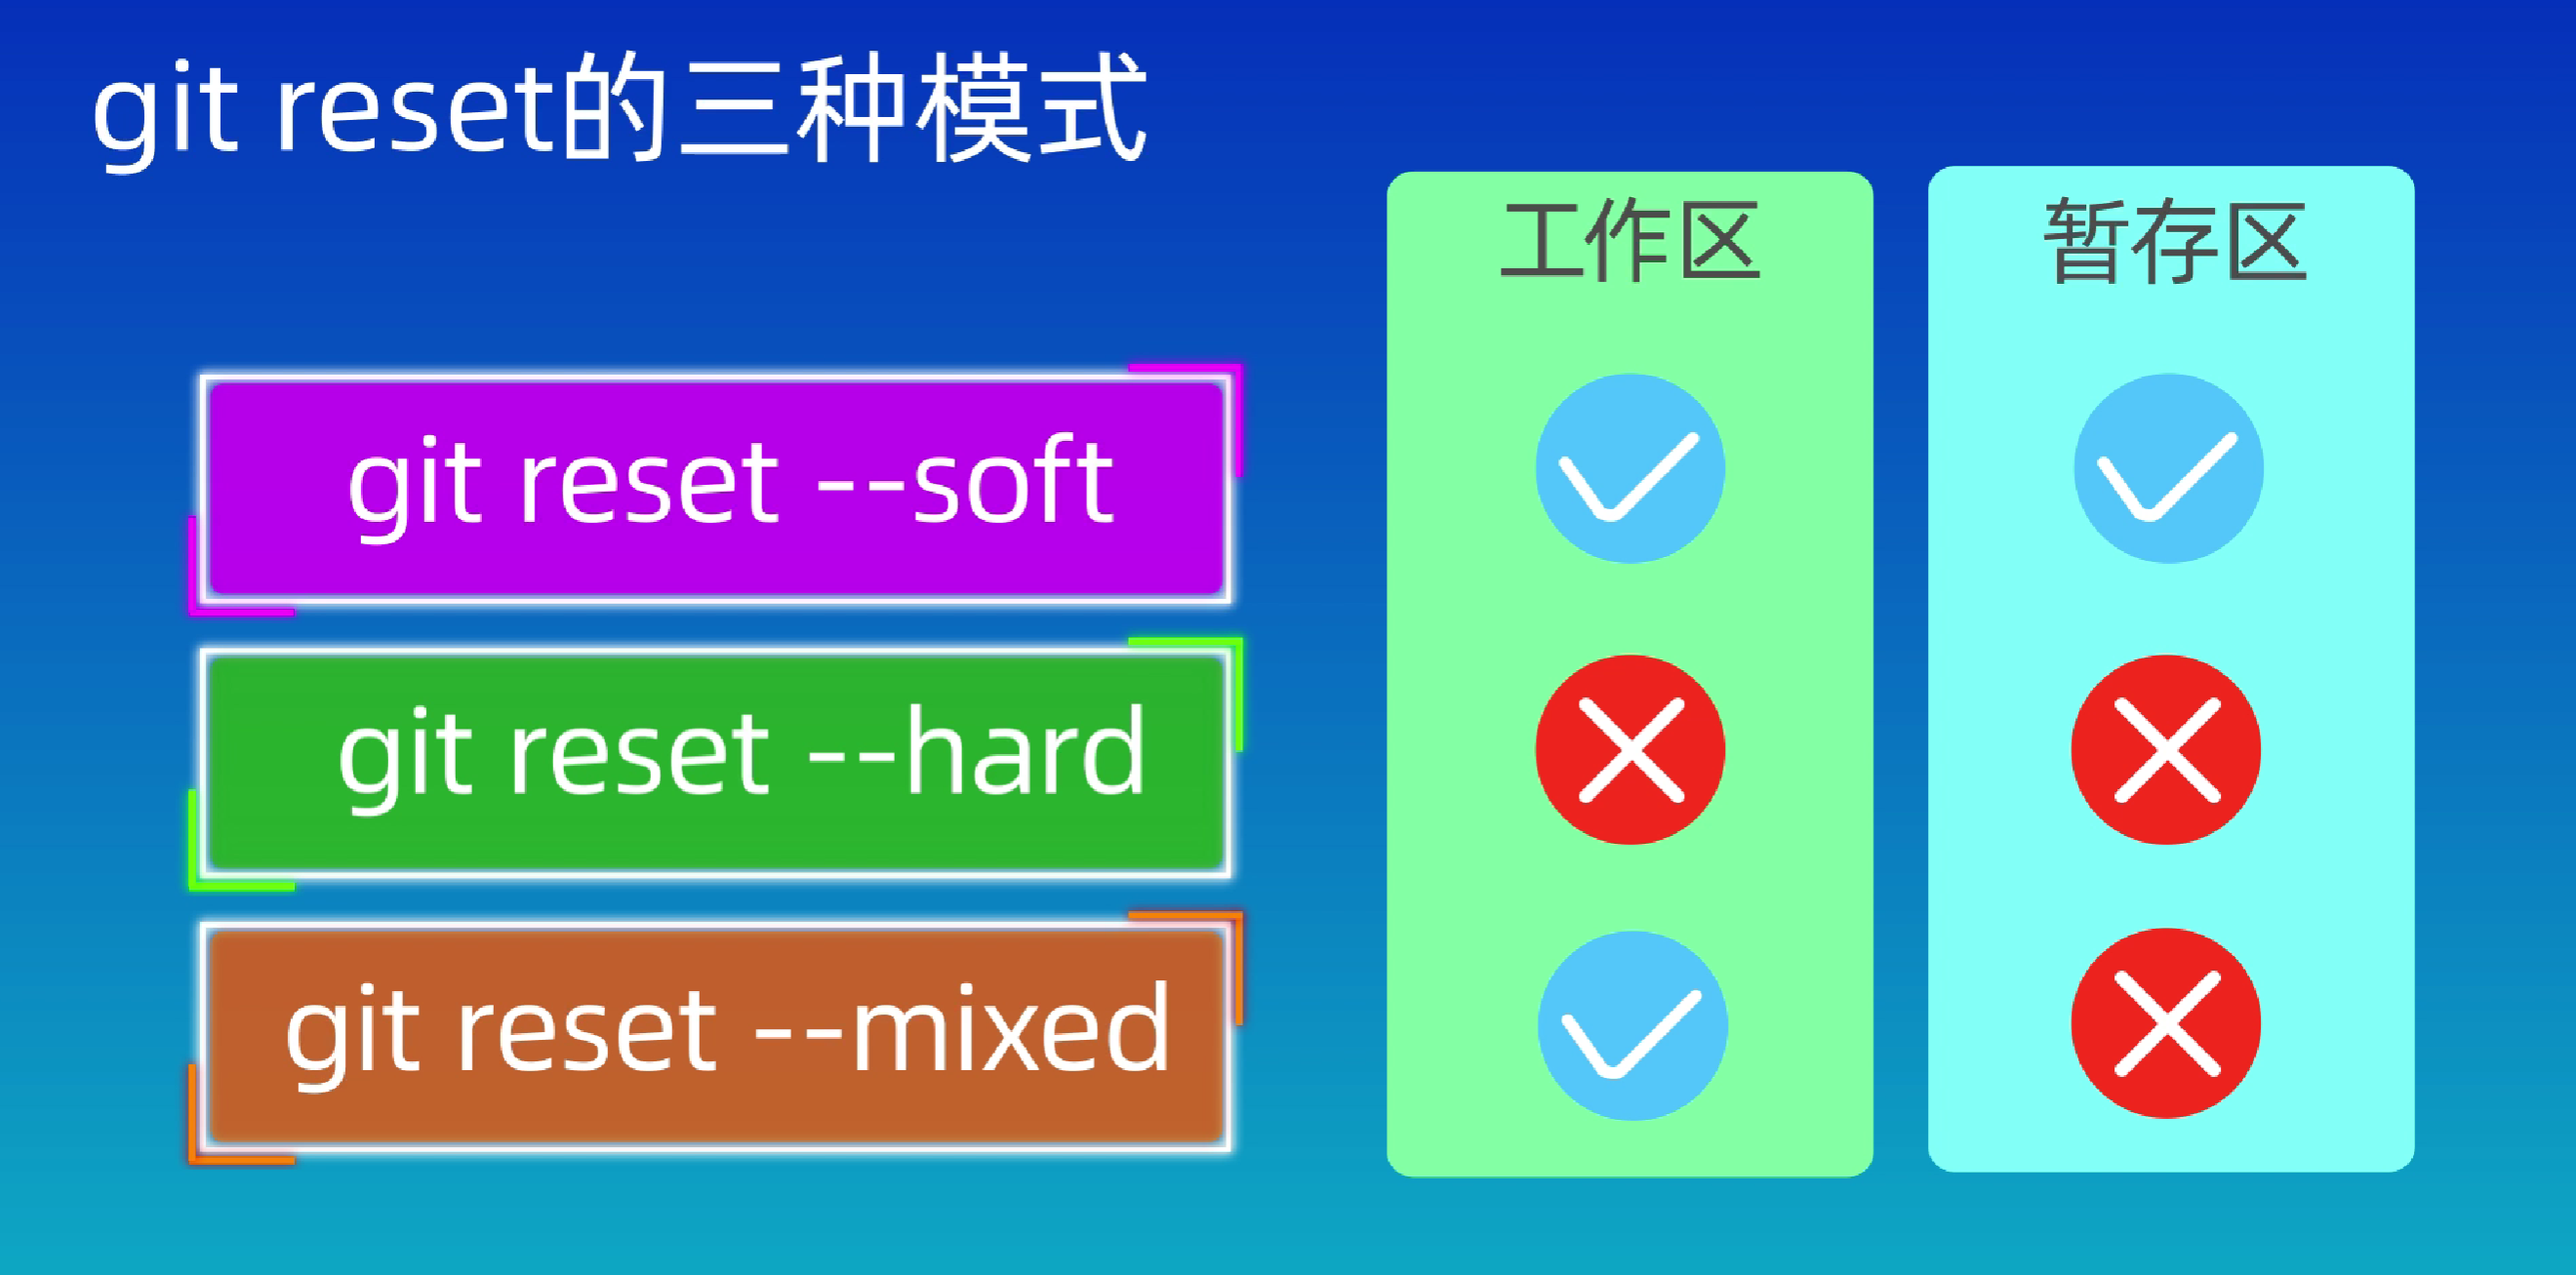 git reset的三种模式
工作区
暂存区
git reset --soft
git reset --hard
git reset --mixed